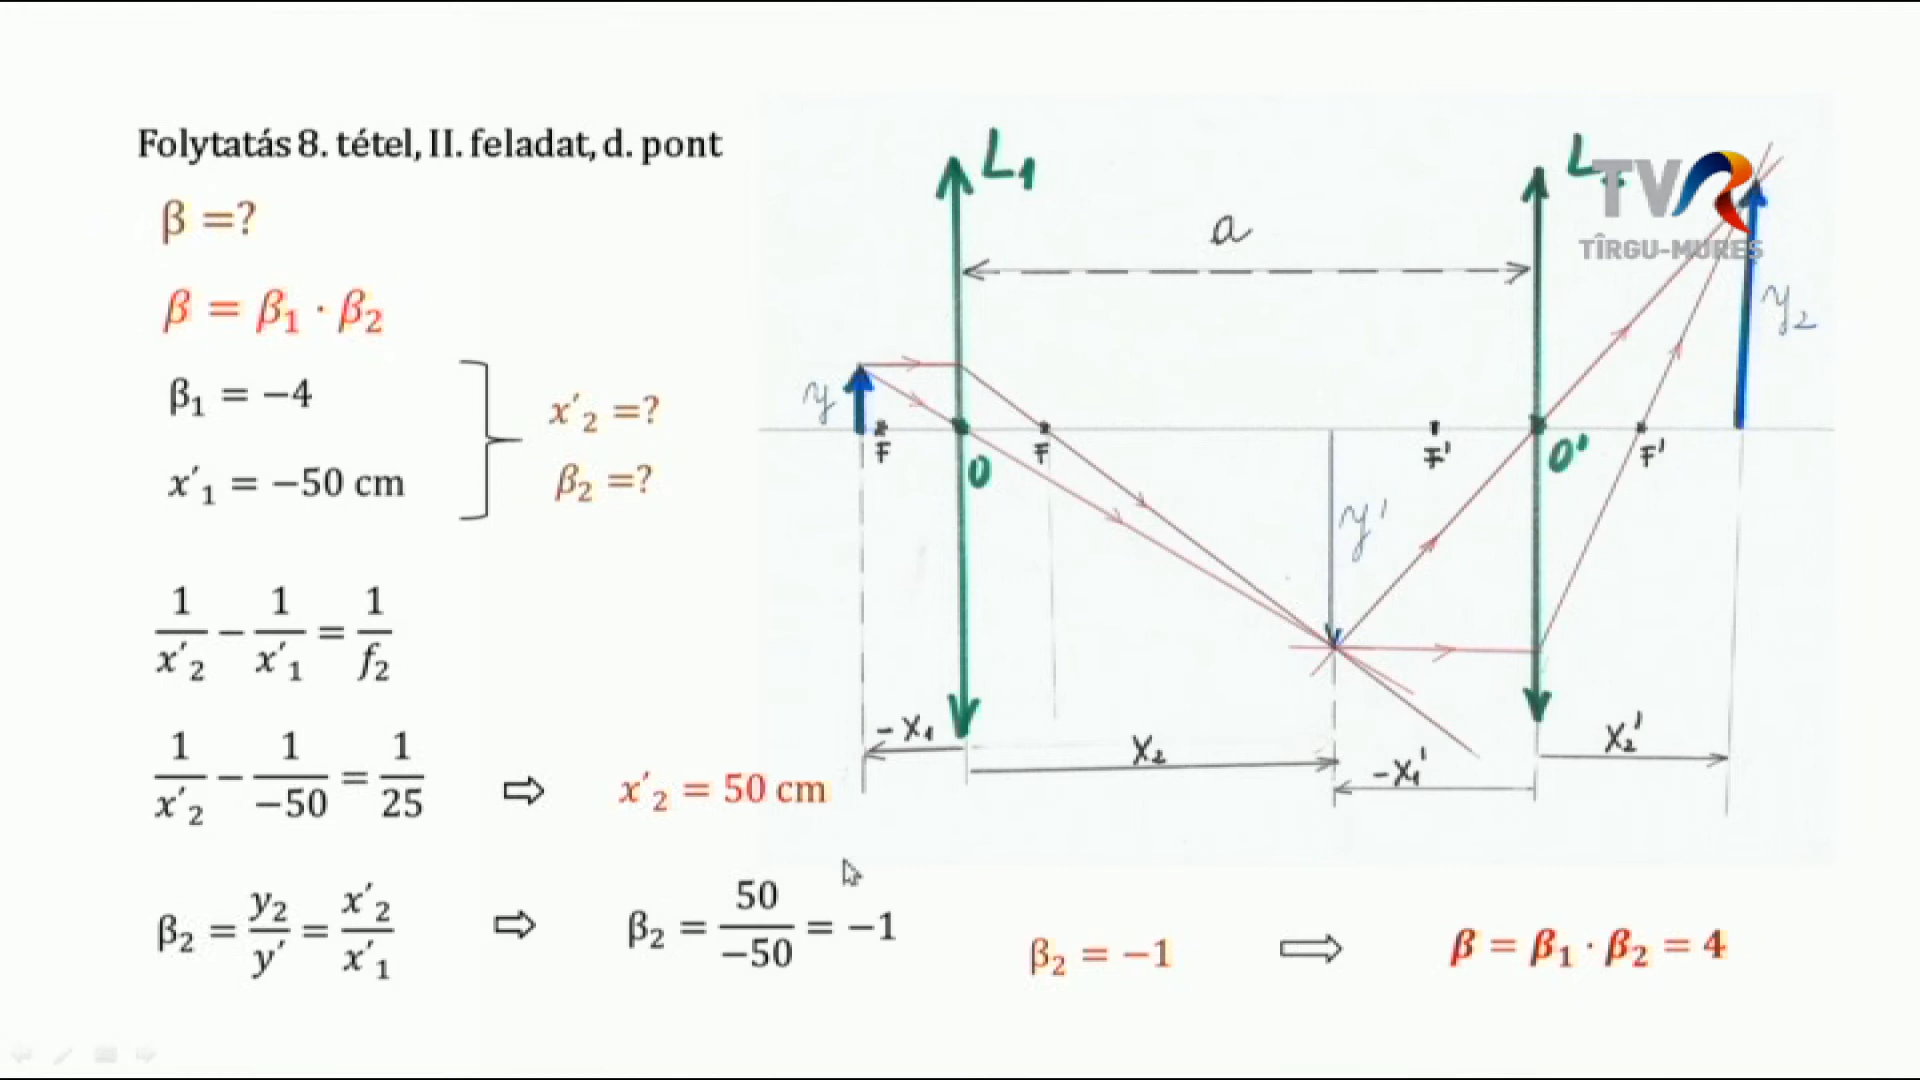 Folytatás 8. tétel, II. feladat, d. pont
β =?
β = β₁ · β₂
β₁ = −4
x′₁ = −50 cm
x′₂ =?
β₂ =?
1/x′₂ − 1/x′₁ = 1/f₂
1/x′₂ − 1/−50 = 1/25 ⇨ x′₂ = 50 cm
β₂ = y₂/y′ = x′₂/x′₁ ⇨ β₂ = 50/−50 = −1
β₂ = −1 ⇨ β = β₁ · β₂ = 4
L₁
a
TVR
TÎRGU-MUREȘ
y
F
O
F
y'
F'
O'
F'
y₂
-x₁
x₂
-x₁'
x₂'